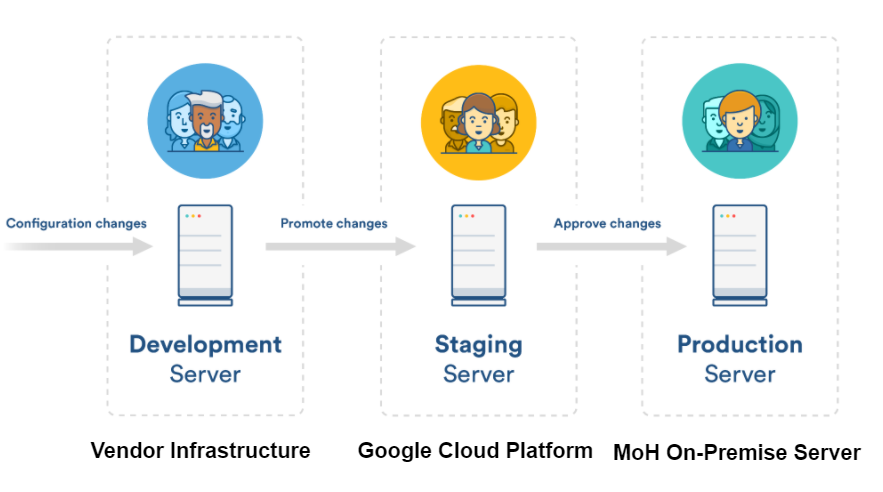 Configuration changes
Promote changes
Approve changes
Development
Server
Staging
Server
Production
Server
Vendor Infrastructure
Google Cloud Platform
MoH On-Premise Server